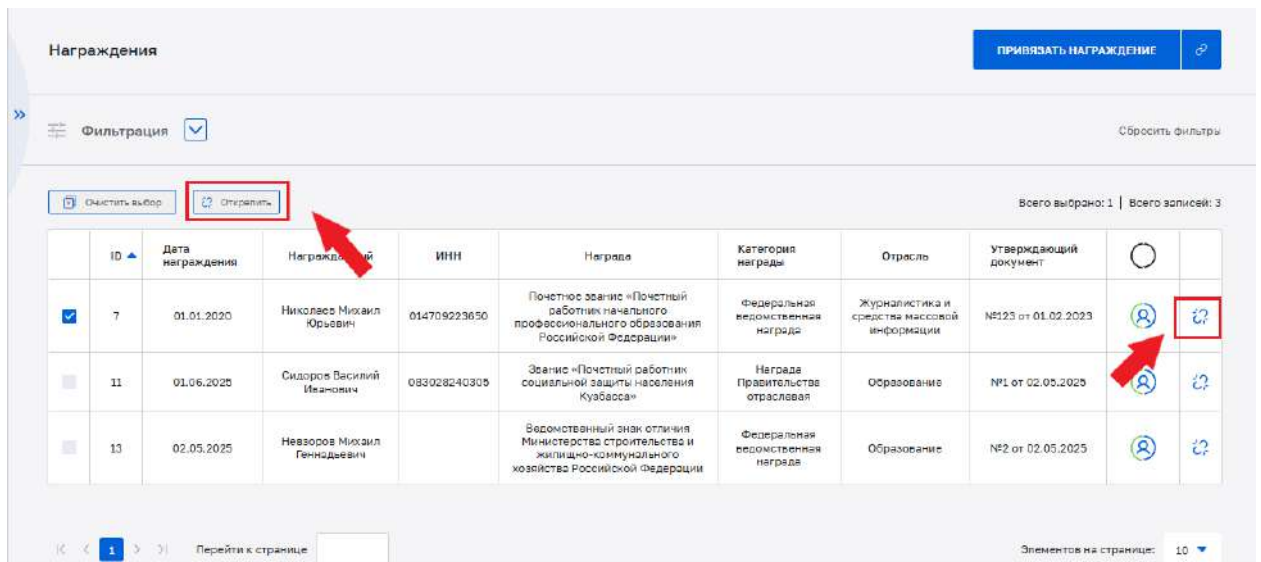 Награждения
ПРИВЯЗАТЬ НАГРАЖДЕНИЕ
Фильтрация
Сбросить фильтры
Очистить выбор
Открепить
Всего выбрано: 1 | Всего записей: 3
ID
Дата
награждения
ИНН
Награда
Категория
награды
Отрасль
Утверждающий
документ
7
01.01.2020
Николаев Михаил
Юрьевич
014709223650
Почетное звание «Почетный
работник начального
профессионального образования
Российской Федерации»
Федеральная
ведомственная
награда
Журналистика и
средства массовой
информации
№123 от 01.02.2023
11
01.06.2025
Сидоров Василий
Иванович
083028240305
Звание «Почетный работник
социальной защиты населения
Кузбасса»
Награда
Правительства
отраслевая
Образование
№1 от 02.05.2025
13
02.05.2025
Невзоров Михаил
Геннадьевич
Ведомственный знак отличия
Министерства строительства и
жилищно-коммунального
хозяйства Российской Федерации
Федеральная
ведомственная
награда
Образование
№2 от 02.05.2025
1
Перейти к странице
Элементов на странице:
10